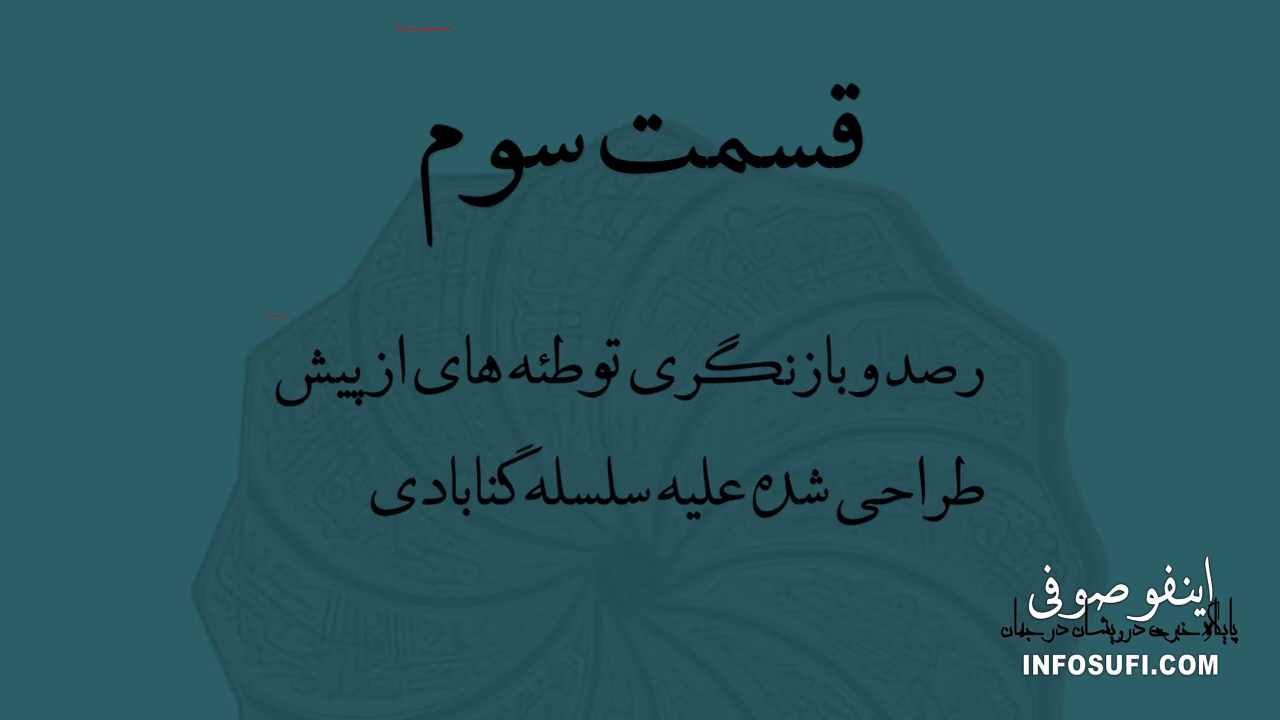 قسمت سوم
رصد و بازنگری توطئه های از پیش
طراحی شده علیه سلسله گنابادی
اینفو صوفی
پایگاه خبری درویشان در جهان
INFOSUFI.COM